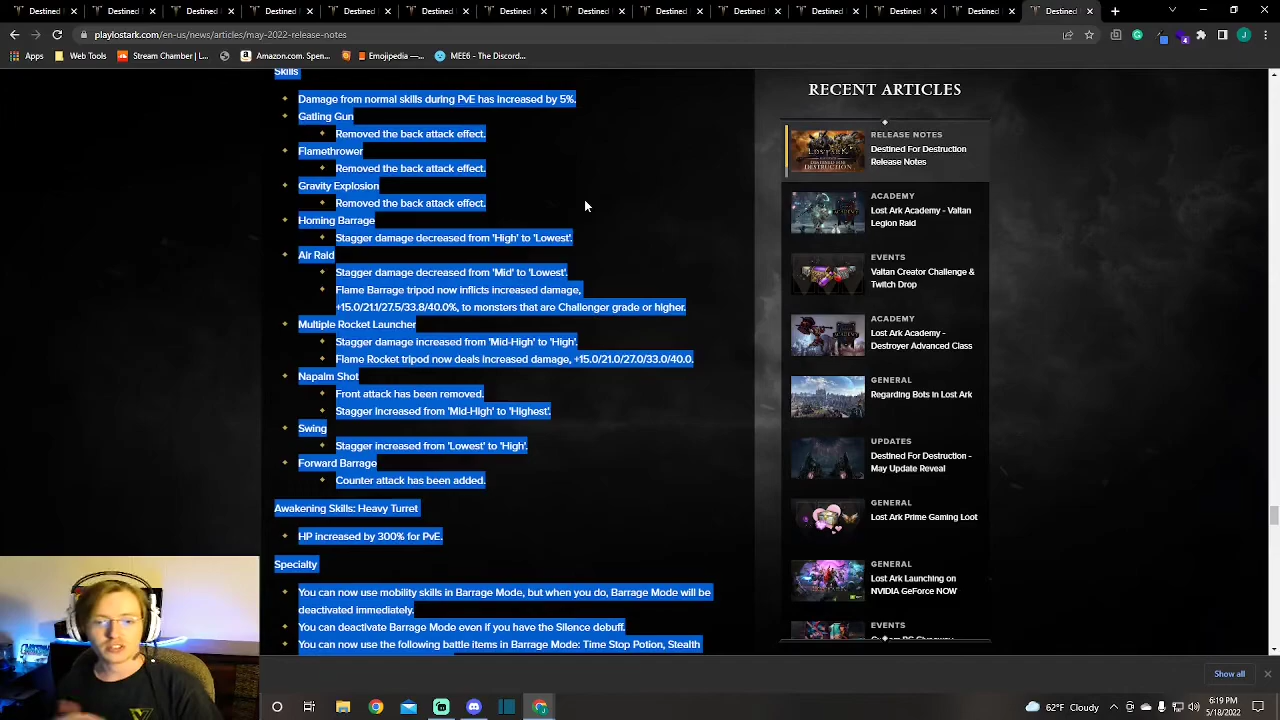 Destined
Destined
Destined
Destined
Destined
Destined
Destined
Destined
Destined
Destined
Destined
Destined
Destined
Destined
playlostark.com/en-us/news/articles/may-2022-release-notes
Apps
Web Tools
Stream Chamber | L...
Amazon.com. Spen...
Emojipedia —...
MEE6 - The Discord...
Skills
Damage from normal skills during PvE has increased by 5%.
Gatling Gun
Removed the back attack effect.
Flamethrower
Removed the back attack effect.
Gravity Explosion
Removed the back attack effect.
Homing Barrage
Stagger damage decreased from 'High' to 'Lowest'.
Air Raid
Stagger damage decreased from 'Mid' to 'Lowest'.
Flame Barrage tripod now inflicts increased damage,
+15.0/21.1/27.5/33.8/40.0%, to monsters that are Challenger grade or higher.
Multiple Rocket Launcher
Stagger damage increased from 'Mid-High' to 'High'.
Flame Rocket tripod now deals increased damage, +15.0/21.0/27.0/33.0/40.0.
Napalm Shot
Front attack has been removed.
Stagger increased from 'Mid-High' to 'Highest'.
Swing
Stagger increased from 'Lowest' to 'High'.
Forward Barrage
Counter attack has been added.
Awakening Skills: Heavy Turret
HP increased by 300% for PvE.
Specialty
You can now use mobility skills in Barrage Mode, but when you do, Barrage Mode will be
deactivated immediately.
You can deactivate Barrage Mode even if you have the Silence debuff.
You can now use the following battle items in Barrage Mode: Time Stop Potion, Stealth
RECENT ARTICLES
RELEASE NOTES
Destined For Destruction
Release Notes
ACADEMY
Lost Ark Academy - Valtan
Legion Raid
EVENTS
Valtan Creator Challenge &
Twitch Drop
ACADEMY
Lost Ark Academy -
Destroyer Advanced Class
GENERAL
Regarding Bots in Lost Ark
UPDATES
Destined For Destruction -
May Update Reveal
GENERAL
Lost Ark Prime Gaming Loot
GENERAL
Lost Ark Launching on
NVIDIA GeForce NOW
EVENTS
Show all
62°F Cloudy
6:19 PM
5/18/2022